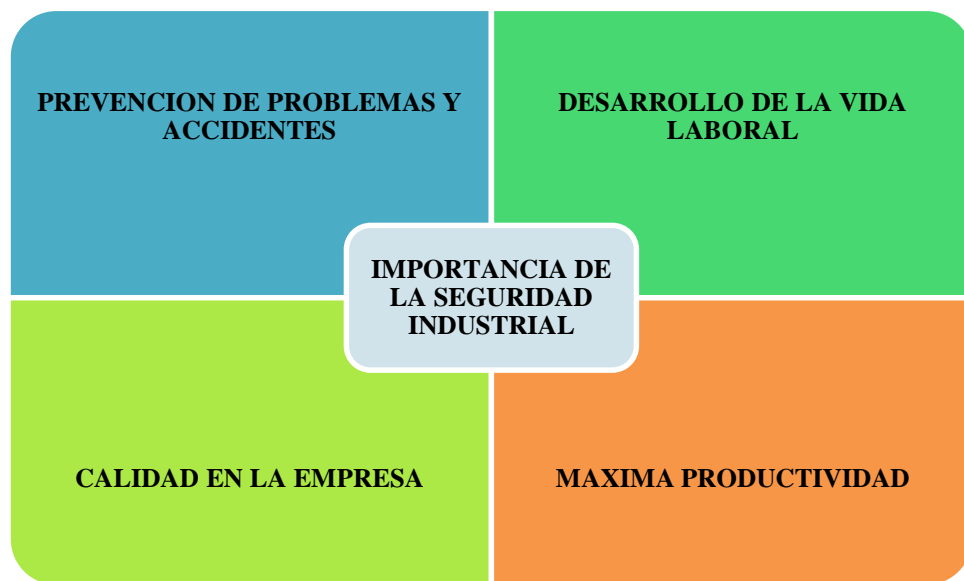 PREVENCION DE PROBLEMAS Y
ACCIDENTES
DESARROLLO DE LA VIDA
LABORAL
IMPORTANCIA DE
LA SEGURIDAD
INDUSTRIAL
CALIDAD EN LA EMPRESA
MAXIMA PRODUCTIVIDAD